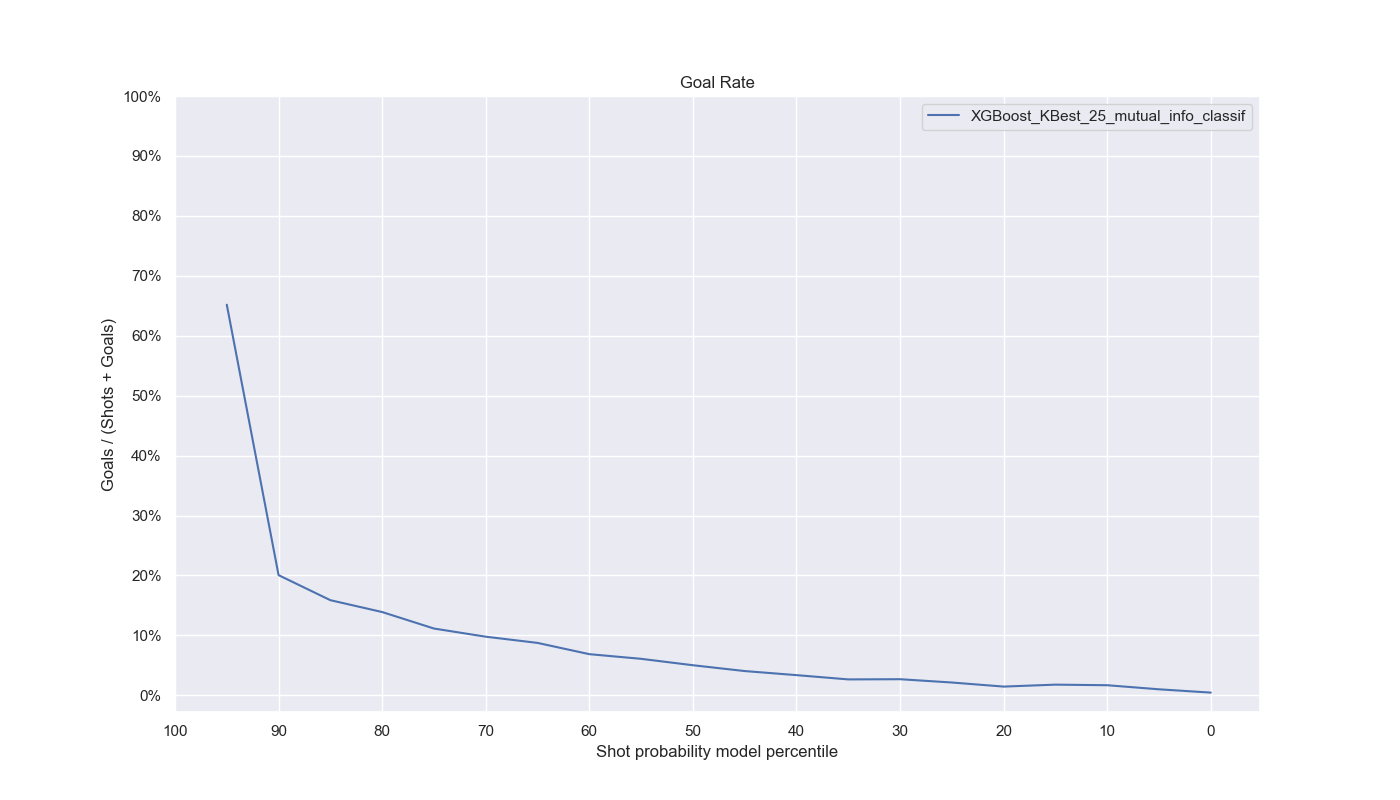 Goal Rate
XGBoost_KBest_25_mutual_info_classif
100%
90%
80%
70%
60%
50%
40%
30%
20%
10%
0%
Goals / (Shots + Goals)
100 90 80 70 60 50 40 30 20 10 0
Shot probability model percentile